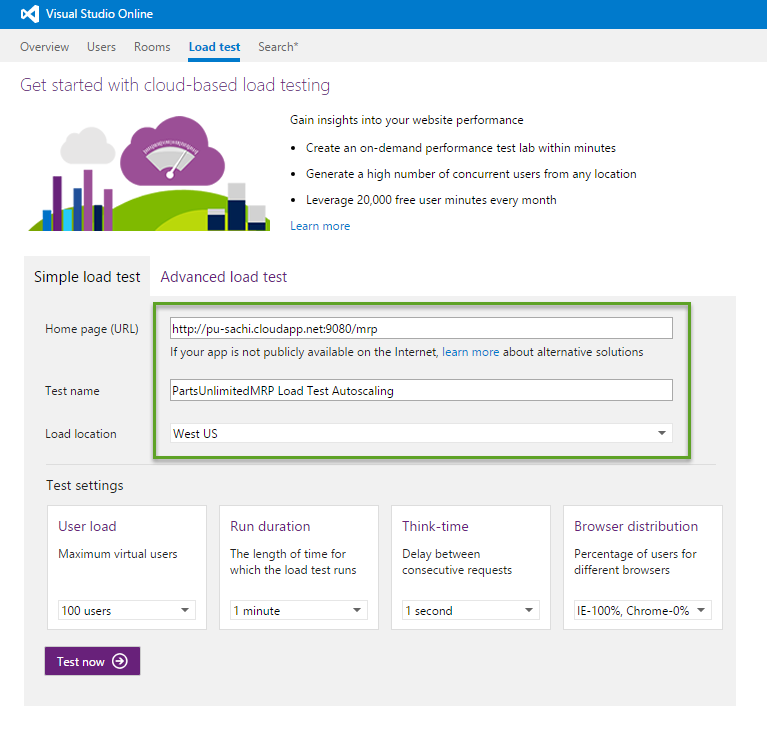 Visual Studio Online
Overview Users Rooms Load test Search*
Get started with cloud-based load testing
Gain insights into your website performance
• Create an on-demand performance test lab within minutes
• Generate a high number of concurrent users from any location
• Leverage 20,000 free user minutes every month
Learn more
Simple load test Advanced load test
Home page (URL) http://pu-sachi.cloudapp.net:9080/mrp
If your app is not publicly available on the Internet, learn more about alternative solutions
Test name PartsUnlimitedMRP Load Test Autoscaling
Load location West US
Test settings
User load
Maximum virtual users
100 users
Run duration
The length of time for
which the load test runs
1 minute
Think-time
Delay between
consecutive requests
1 second
Browser distribution
Percentage of users for
different browsers
IE-100%, Chrome-0%
Test now